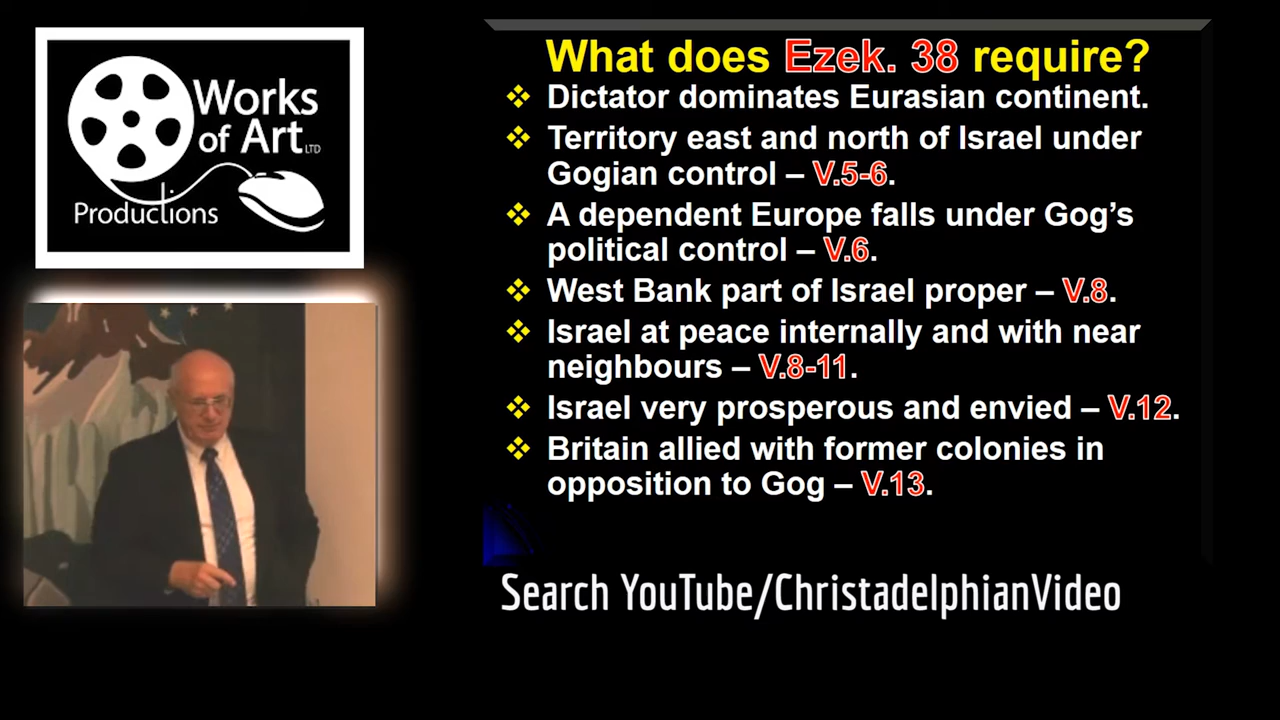 Works
of Art LTD
Productions
What does Ezek. 38 require?
❖ Dictator dominates Eurasian continent.
❖ Territory east and north of Israel under
Gogian control – V.5-6.
❖ A dependent Europe falls under Gog’s
political control – V.6.
❖ West Bank part of Israel proper – V.8.
❖ Israel at peace internally and with near
neighbours – V.8-11.
❖ Israel very prosperous and envied – V.12.
❖ Britain allied with former colonies in
opposition to Gog – V.13.
Search YouTube/ChristadelphianVideo